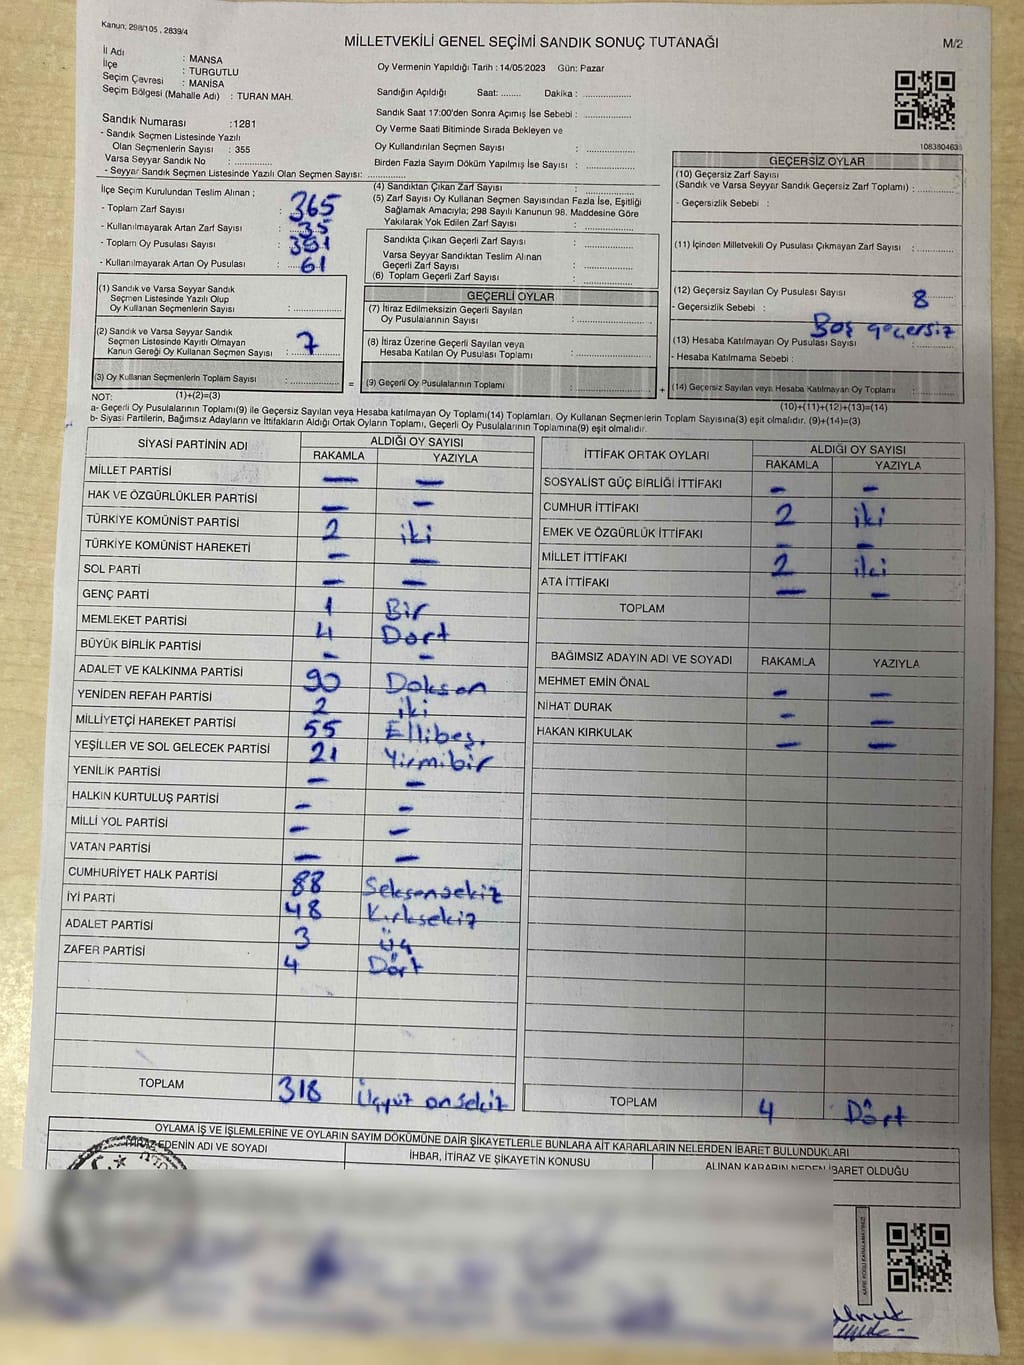 Kanun; 298/105 , 2839/4
MİLLETVEKİLİ GENEL SEÇİMİ SANDIK SONUÇ TUTANAĞI
M/2
İl Adı : MANSA
İlçe : TURGUTLU
Seçim Çevresi : MANİSA
Seçim Bölgesi (Mahalle Adı) : TURAN MAH.
Oy Vermenin Yapıldığı Tarih : 14/05/2023 Gün: Pazar
Sandığın Açıldığı Saat: ........ Dakika : ..................
Sandık Saat 17:00'den Sonra Açımış İse Sebebi : ..................
Oy Verme Saati Bitiminde Sırada Bekleyen ve
Oy Kullandırılan Seçmen Sayısı : ..................
Birden Fazla Sayım Döküm Yapılmış İse Sayısı : ..................
Sandık Numarası :1281
- Sandık Seçmen Listesinde Yazılı
Olan Seçmenlerin Sayısı : 355
Varsa Seyyar Sandık No : ..............
- Seyyar Sandık Seçmen Listesinde Yazılı Olan Seçmen Sayısı: ..................
108380463
İlçe Seçim Kurulundan Teslim Alınan ;
- Toplam Zarf Sayısı : 365
- Kullanılmayarak Artan Zarf Sayısı : 35
- Toplam Oy Pusulası Sayısı : 391
- Kullanılmayarak Artan Oy Pusulası : 61
(1) Sandık ve Varsa Seyyar Sandık
Seçmen Listesinde Yazılı Olup
Oy Kullanan Seçmenlerin Sayısı : ..............
(2) Sandık ve Varsa Seyyar Sandık
Seçmen Listesinde Kayıtlı Olmayan
Kanun Gereği Oy Kullanan Seçmen Sayısı : 7
(3) Oy Kullanan Seçmenlerin Toplam Sayısı : ..............
(1)+(2)=(3)
(4) Sandıktan Çıkan Zarf Sayısı : ..............
(5) Zarf Sayısı Oy Kullanan Seçmen Sayısından Fazla İse, Eşitliği
Sağlamak Amacıyla; 298 Sayılı Kanunun 98. Maddesine Göre
Yakılarak Yok Edilen Zarf Sayısı : ..............
Sandıkta Çıkan Geçerli Zarf Sayısı : ..............
Varsa Seyyar Sandıktan Teslim Alınan
Geçerli Zarf Sayısı : ..............
(6) Toplam Geçerli Zarf Sayısı : ..............
GEÇERLİ OYLAR
(7) İtiraz Edilmeksizin Geçerli Sayılan
Oy Pusulalarının Sayısı : ..............
(8) İtiraz Üzerine Geçerli Sayılan veya
Hesaba Katılan Oy Pusulası Toplamı : ..............
= (9) Geçerli Oy Pusulalarının Toplamı : ..............
GEÇERSİZ OYLAR
(10) Geçersiz Zarf Sayısı
(Sandık ve Varsa Seyyar Sandık Geçersiz Zarf Toplamı) : ..............
- Geçersizlik Sebebi :
(11) İçinden Milletvekili Oy Pusulası Çıkmayan Zarf Sayısı : ..............
(12) Geçersiz Sayılan Oy Pusulası Sayısı : 8
- Geçersizlik Sebebi : Boş geçersiz
(13) Hesaba Katılmayan Oy Pusulası Sayısı : ..............
- Hesaba Katılmama Sebebi :
+ (14) Geçersiz Sayılan veya Hesaba Katılmayan Oy Toplamı : ..............
(10)+(11)+(12)+(13)=(14)
NOT:
a- Geçerli Oy Pusulalarının Toplamı(9) ile Geçersiz Sayılan veya Hesaba katılmayan Oy Toplamı(14) Toplamları, Oy Kullanan Seçmenlerin Toplam Sayısına(3) eşit olmalıdır. (9)+(14)=(3)
b- Siyasi Partilerin, Bağımsız Adayların ve İttifakların Aldığı Ortak Oyların Toplamı, Geçerli Oy Pusulalarının Toplamına(9) eşit olmalıdır.
SİYASİ PARTİNİN ADI ALDIĞI OY SAYISI
RAKAMLA YAZIYLA
MİLLET PARTİSİ — —
HAK VE ÖZGÜRLÜKLER PARTİSİ — —
TÜRKİYE KOMÜNİST PARTİSİ 2 iki
TÜRKİYE KOMÜNİST HAREKETİ — —
SOL PARTİ — —
GENÇ PARTİ 1 Bir
MEMLEKET PARTİSİ 4 Dort
BÜYÜK BİRLİK PARTİSİ — —
ADALET VE KALKINMA PARTİSİ 90 Dokson
YENİDEN REFAH PARTİSİ 2 iki
MİLLİYETÇİ HAREKET PARTİSİ 55 Ellibeş.
YEŞİLLER VE SOL GELECEK PARTİSİ 21 Yirmibir
YENİLİK PARTİSİ — —
HALKIN KURTULUŞ PARTİSİ — —
MİLLİ YOL PARTİSİ — —
VATAN PARTİSİ — —
CUMHURİYET HALK PARTİSİ 88 Seksensekiz
İYİ PARTİ 48 Kırksekiz
ADALET PARTİSİ 3 Üç
ZAFER PARTİSİ 4 Dört
TOPLAM 318 Üçyüz onsekiz
İTTİFAK ORTAK OYLARI ALDIĞI OY SAYISI
RAKAMLA YAZIYLA
SOSYALİST GÜÇ BİRLİĞİ İTTİFAKI — —
CUMHUR İTTİFAKI 2 iki
EMEK VE ÖZGÜRLÜK İTTİFAKI — —
MİLLET İTTİFAKI 2 iki
ATA İTTİFAKI — —
TOPLAM
BAĞIMSIZ ADAYIN ADI VE SOYADI RAKAMLA YAZIYLA
MEHMET EMİN ÖNAL — —
NİHAT DURAK — —
HAKAN KIRKULAK — —
TOPLAM 4 Dört
OYLAMA İŞ VE İŞLEMLERİNE VE OYLARIN SAYIM DÖKÜMÜNE DAİR ŞİKAYETLERLE BUNLARA AİT KARARLARIN NELERDEN İBARET BULUNDUKLARI
İTİRAZ EDENİN ADI VE SOYADI
İHBAR, İTİRAZ VE ŞİKAYETİN KONUSU
ALINAN KARARIN NEDEN İBARET OLDUĞU